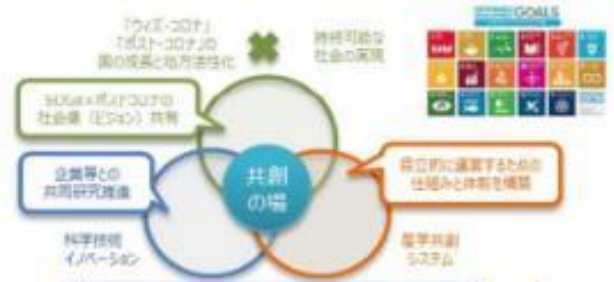 「ウィズ・コロナ」
「ポスト・コロナ」の
国の成長と地方活性化
持続可能な
社会の実現
GOALS
SDGs×ポストコロナの
社会像（ビジョン）共有
企業等との
共同研究推進
共創
の場
自立的に運営するための
仕組みと体制を構築
科学技術
イノベーション
産学共創
システム